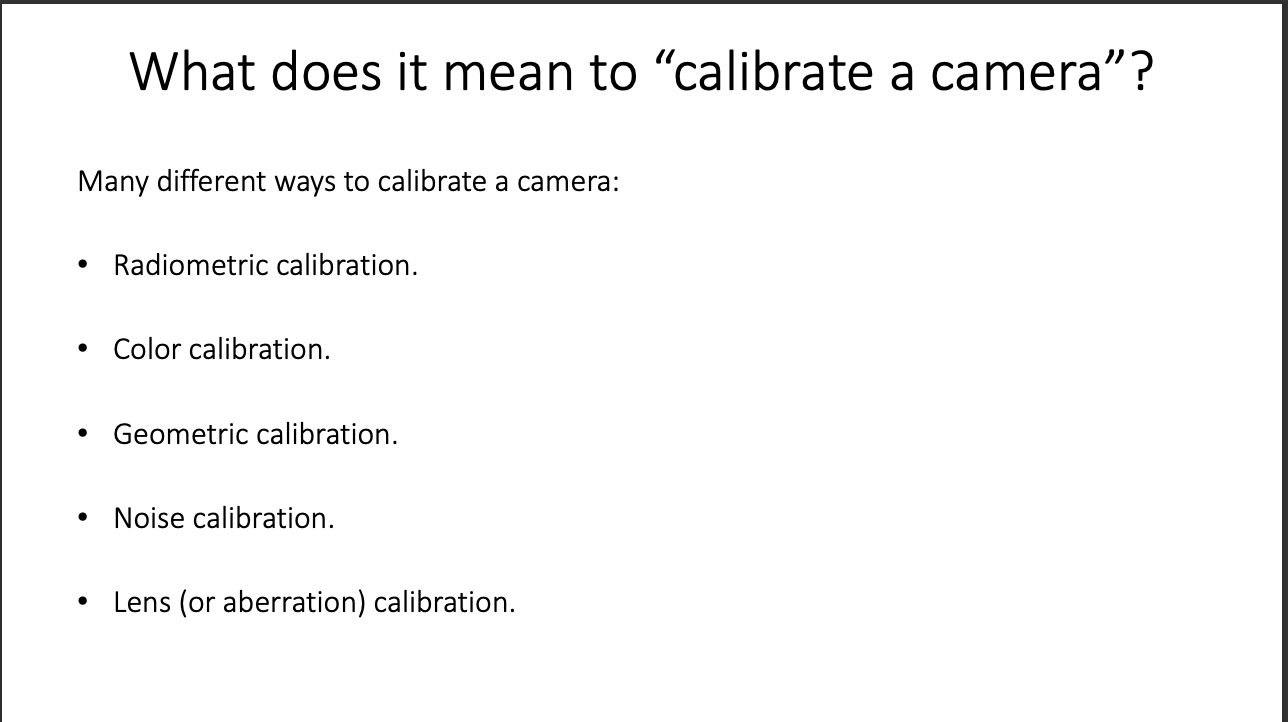 What does it mean to “calibrate a camera”?
Many different ways to calibrate a camera:
• Radiometric calibration.
• Color calibration.
• Geometric calibration.
• Noise calibration.
• Lens (or aberration) calibration.